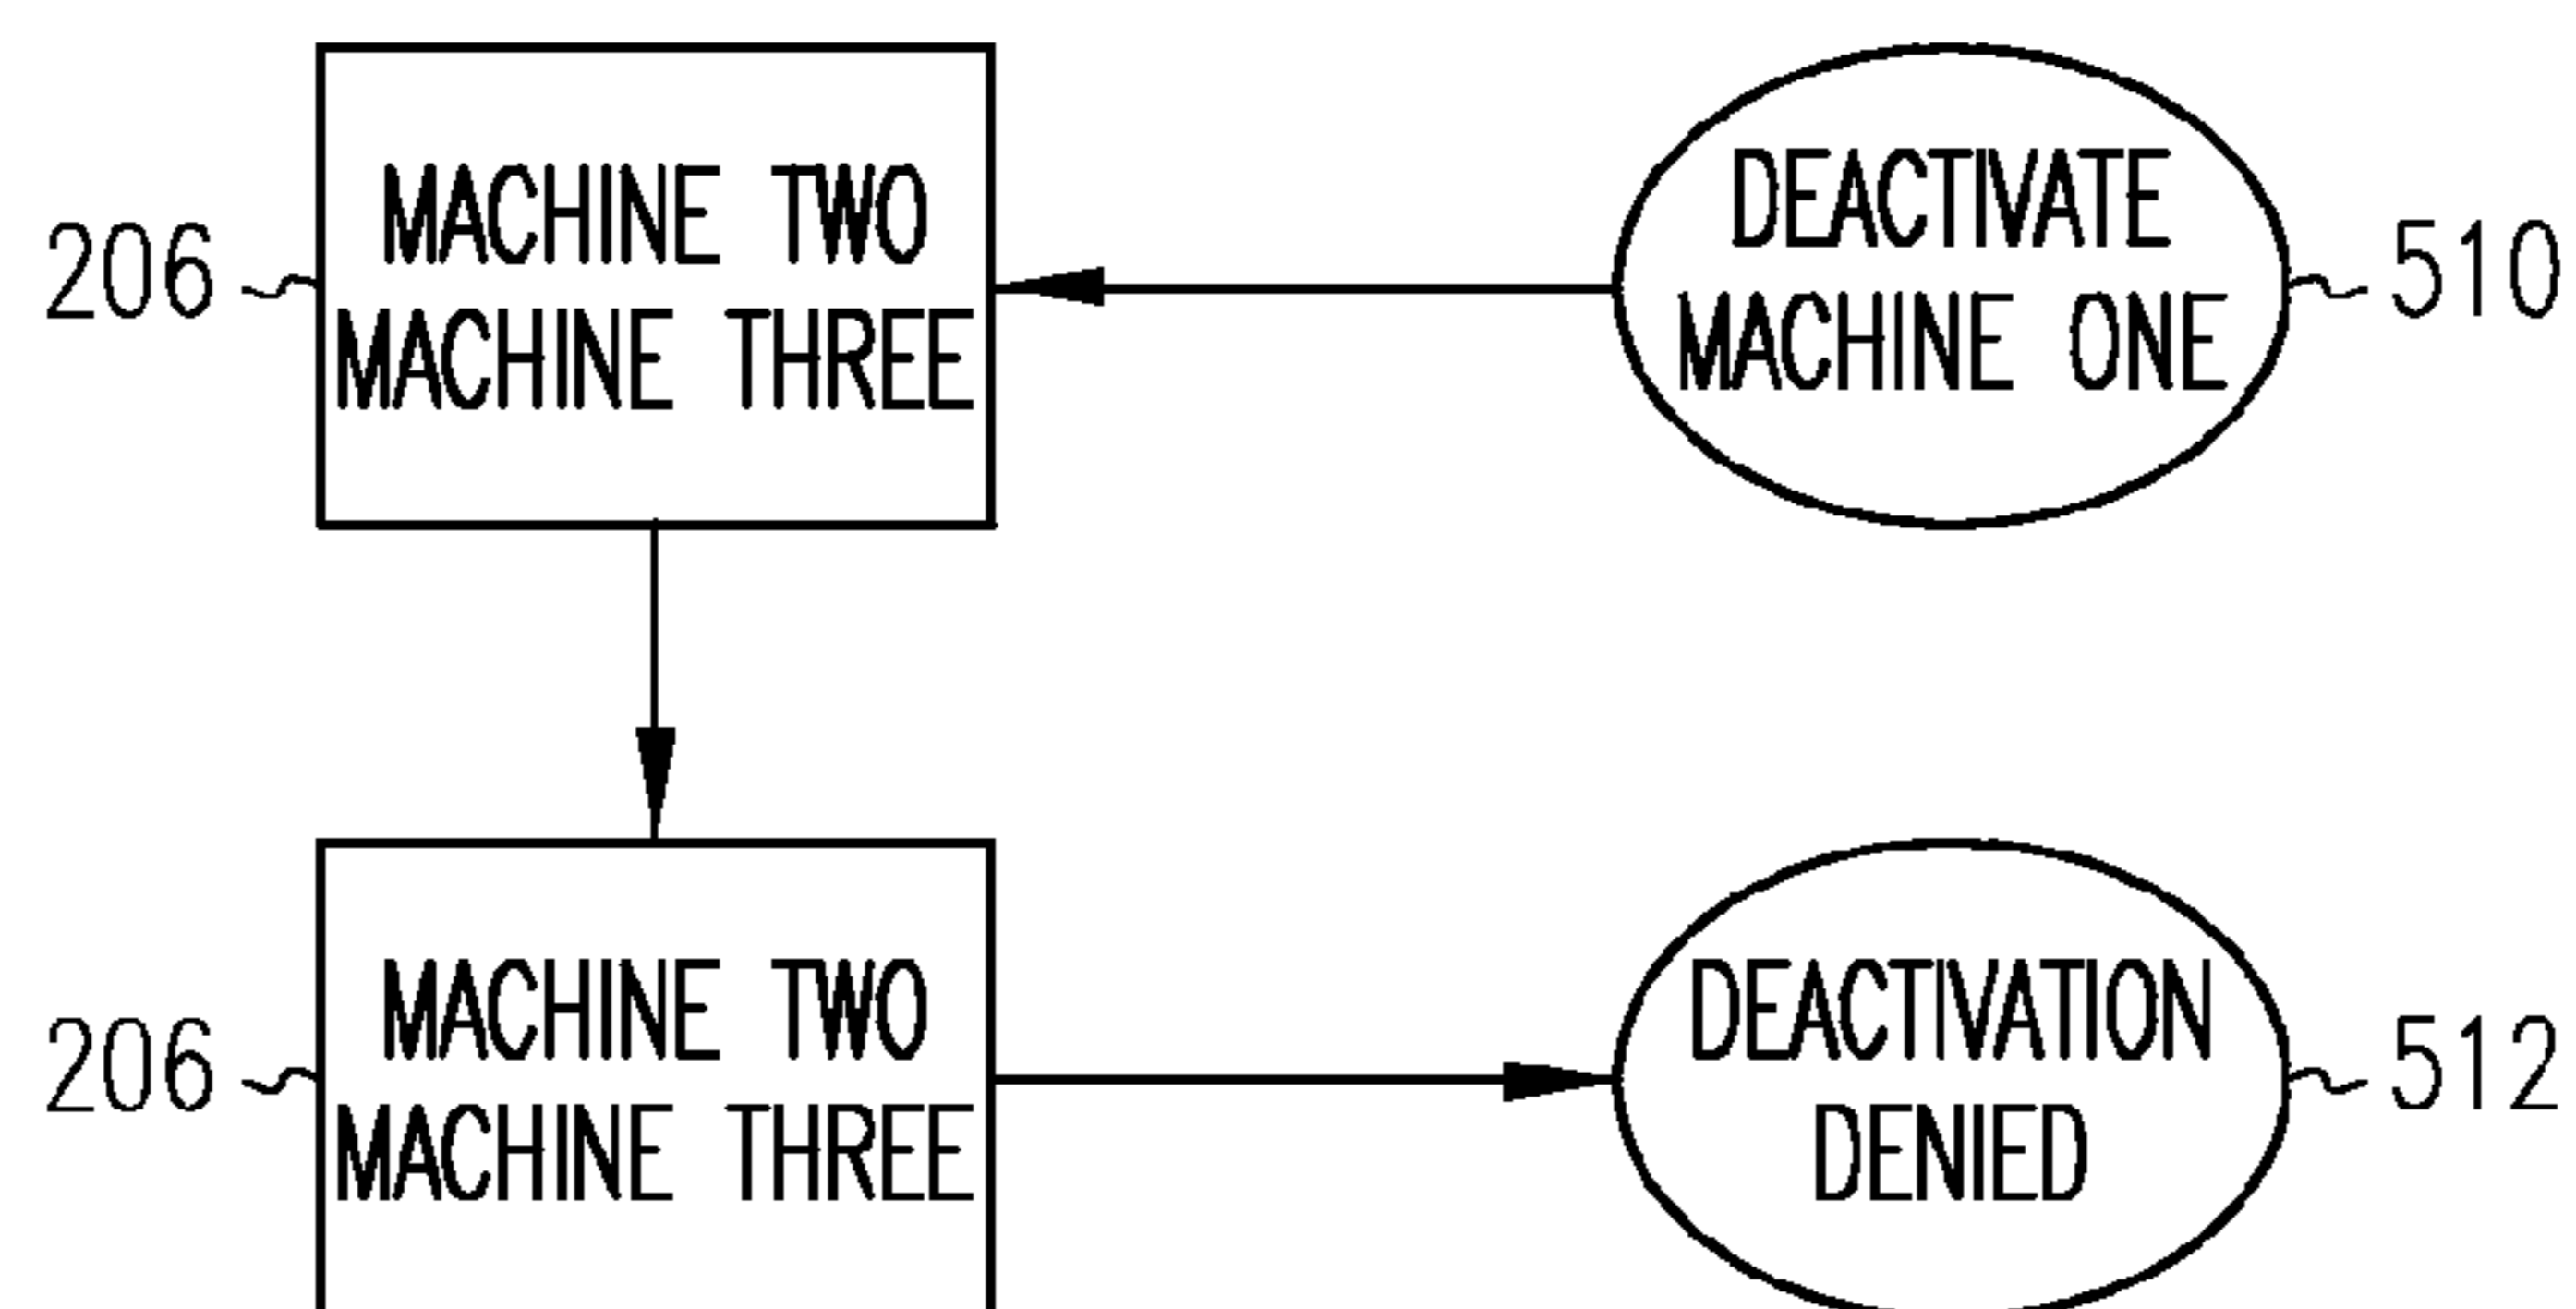 206
MACHINE TWO
MACHINE THREE
DEACTIVATE
MACHINE ONE
510
206
MACHINE TWO
MACHINE THREE
DEACTIVATION
DENIED
512